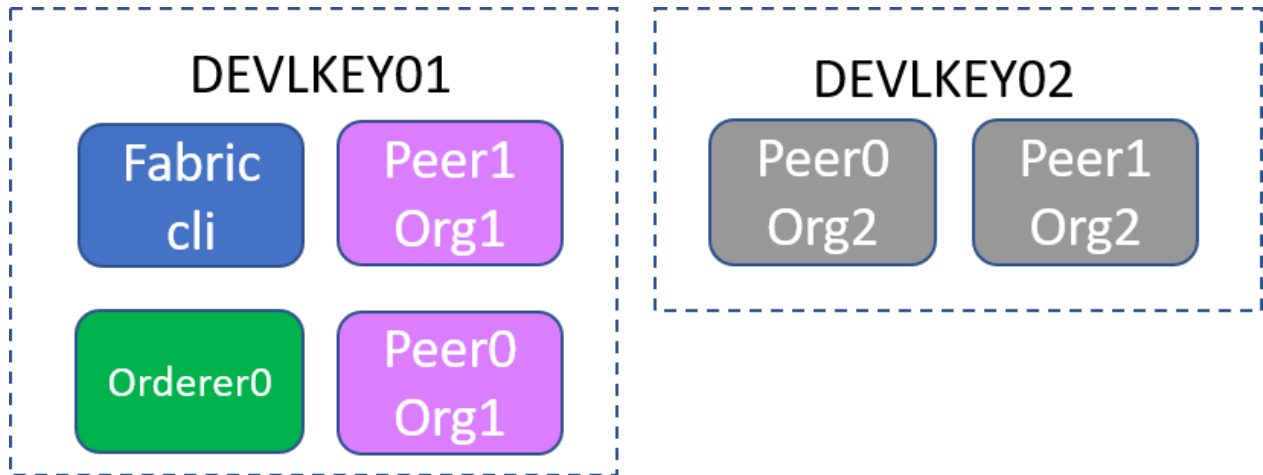 DEVLKEY01
Fabric
cli
Peer1
Org1
Orderer0
Peer0
Org1
DEVLKEY02
Peer0
Org2
Peer1
Org2